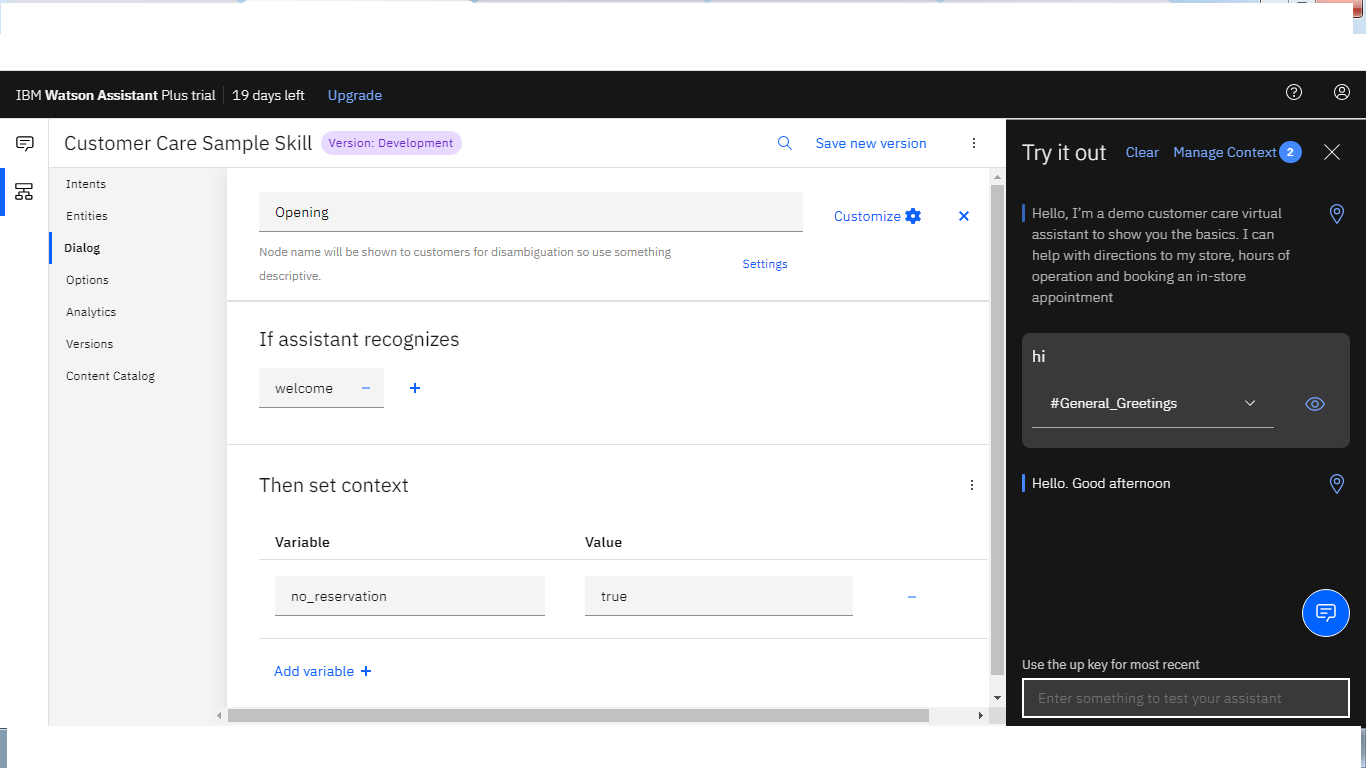 IBM Watson Assistant Plus trial 19 days left Upgrade
Customer Care Sample Skill Version: Development Save new version
Intents
Entities
Dialog
Options
Analytics
Versions
Content Catalog
Opening
Customize
Node name will be shown to customers for disambiguation so use something
descriptive.
Settings
If assistant recognizes
welcome
Then set context
Variable Value
no_reservation true
Add variable
Try it out Clear Manage Context 2
Hello, I’m a demo customer care virtual
assistant to show you the basics. I can
help with directions to my store, hours of
operation and booking an in-store
appointment
hi
#General_Greetings
Hello. Good afternoon
Use the up key for most recent
Enter something to test your assistant